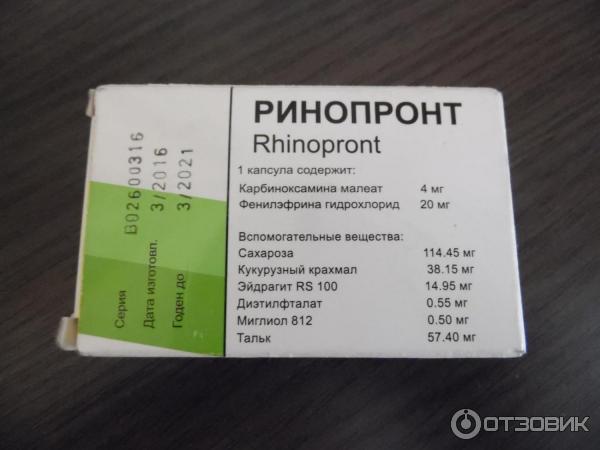 РИНОПРОНТ
Rhinopront
1 капсула содержит:
Карбиноксамина малеат 4 мг
Фенилэфрина гидрохлорид 20 мг
Вспомогательные вещества:
Сахароза 114.45 мг
Кукурузный крахмал 38.15 мг
Эйдрагит RS 100 14.95 мг
Диэтилфталат 0.55 мг
Миглиол 812 0.50 мг
Тальк 57.40 мг
Серия B02600316
Дата изготовл. 3/2016
Годен до 3/2021
ОТЗОВИК